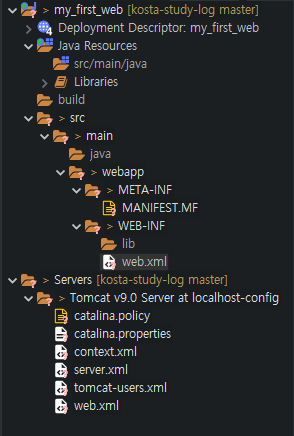 my_first_web [kosta-study-log master]
Deployment Descriptor: my_first_web
Java Resources
src/main/java
Libraries
build
src
main
java
webapp
META-INF
MANIFEST.MF
WEB-INF
lib
web.xml
Servers [kosta-study-log master]
Tomcat v9.0 Server at localhost-config
catalina.policy
catalina.properties
context.xml
server.xml
tomcat-users.xml
web.xml